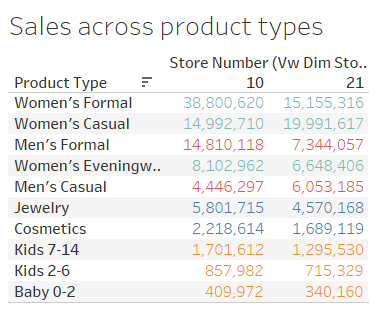 Sales across product types
Store Number (Vw Dim Sto..
Product Type 10 21
Women's Formal 38,800,620 15,155,316
Women's Casual 14,992,710 19,991,617
Men's Formal 14,810,118 7,344,057
Women's Eveningw.. 8,102,962 6,648,406
Men's Casual 4,446,297 6,053,185
Jewelry 5,801,715 4,570,168
Cosmetics 2,218,614 1,689,119
Kids 7-14 1,701,612 1,295,530
Kids 2-6 857,982 715,329
Baby 0-2 409,972 340,160